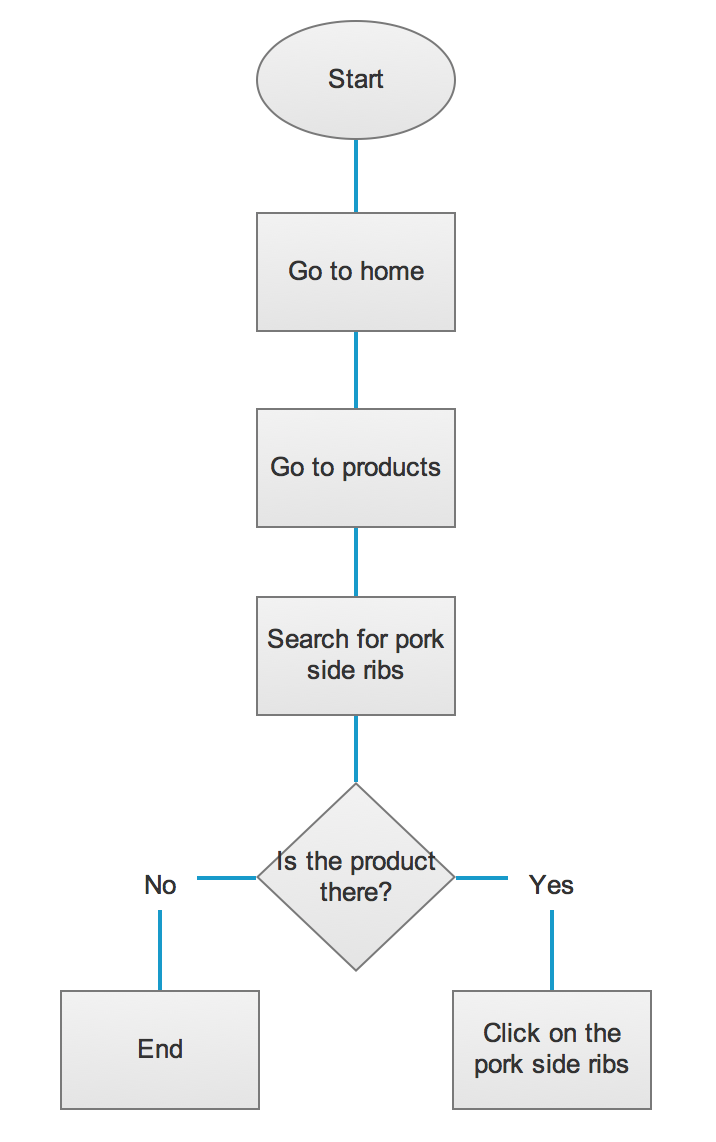 Start
Go to home
Go to products
Search for pork
side ribs
Is the product
there?
No
Yes
End
Click on the
pork side ribs